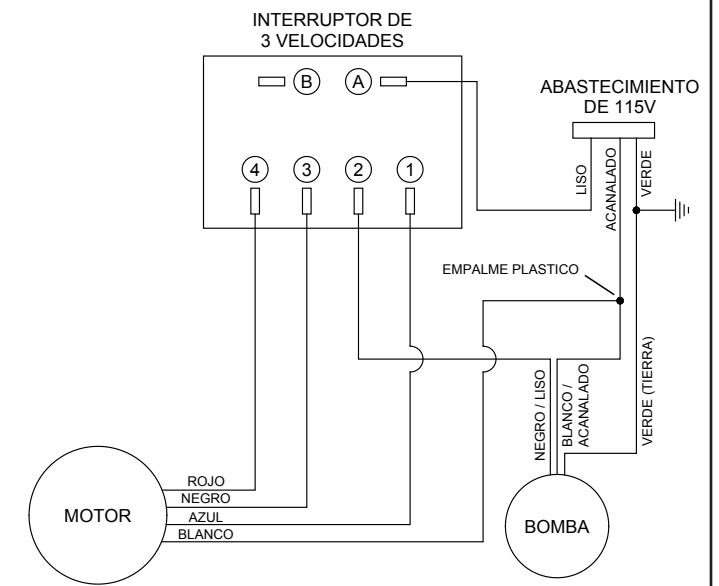 INTERRUPTOR DE
3 VELOCIDADES
B
A
ABASTECIMIENTO
DE 115V
4
3
2
1
LISO
ACANALADO
VERDE
EMPALME PLASTICO
NEGRO / LISO
BLANCO /
ACANALADO
VERDE (TIERRA)
ROJO
NEGRO
AZUL
BLANCO
MOTOR
BOMBA